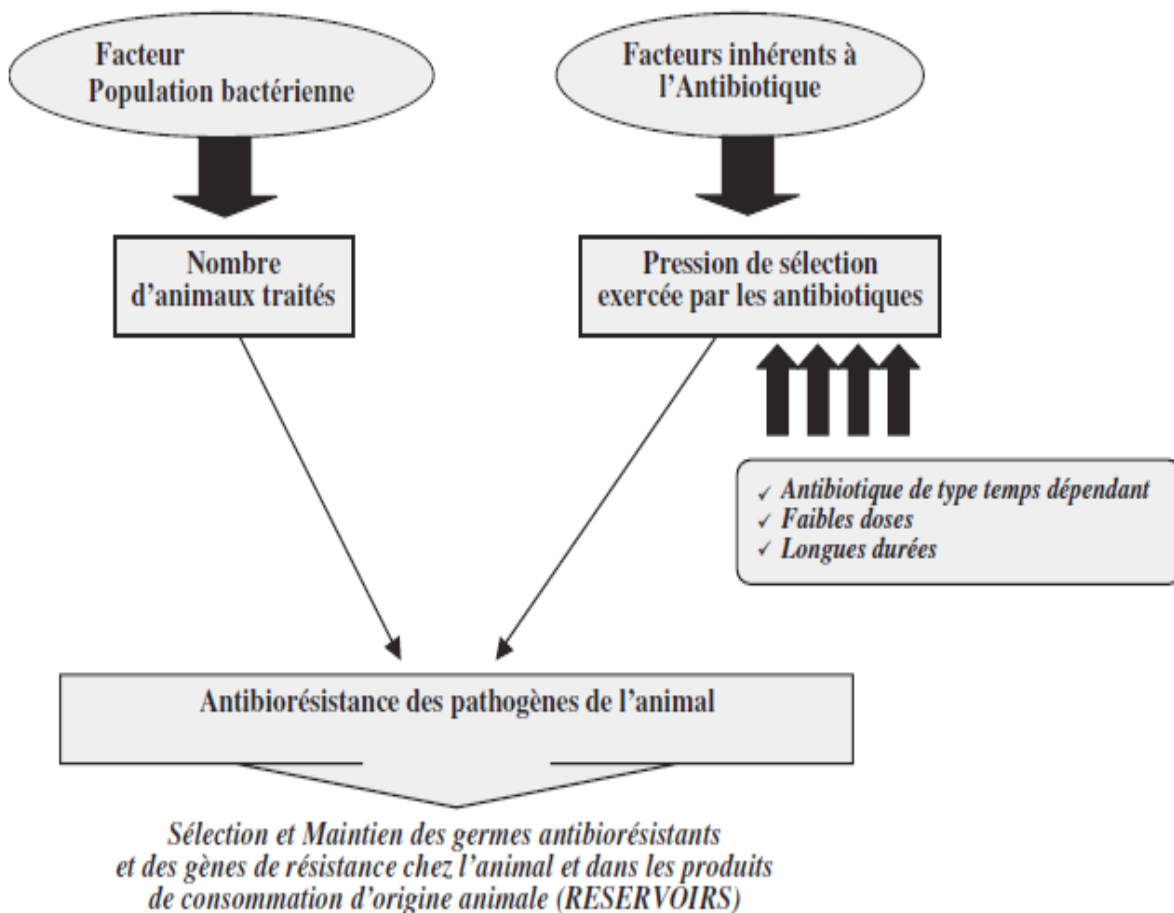 Facteur
Population bactérienne
Facteurs inhérents à
l'Antibiotique
Nombre
d'animaux traités
Pression de sélection
exercée par les antibiotiques
✓ Antibiotique de type temps dépendant
✓ Faibles doses
✓ Longues durées
Antibiorésistance des pathogènes de l'animal
Sélection et Maintien des germes antibiorésistants
et des gènes de résistance chez l'animal et dans les produits
de consommation d'origine animale (RESERVOIRS)